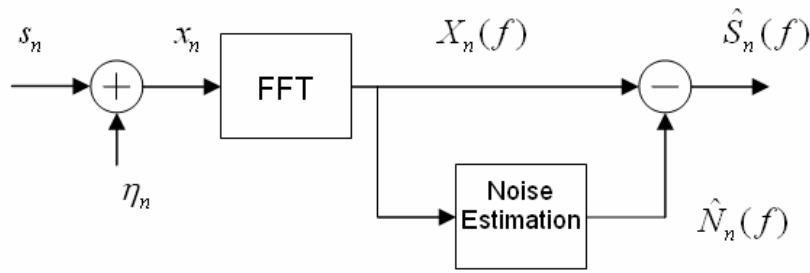 s_n
x_n
X_n(f)
Ŝ_n(f)
+
FFT
−
η_n
Noise
Estimation
N̂_n(f)